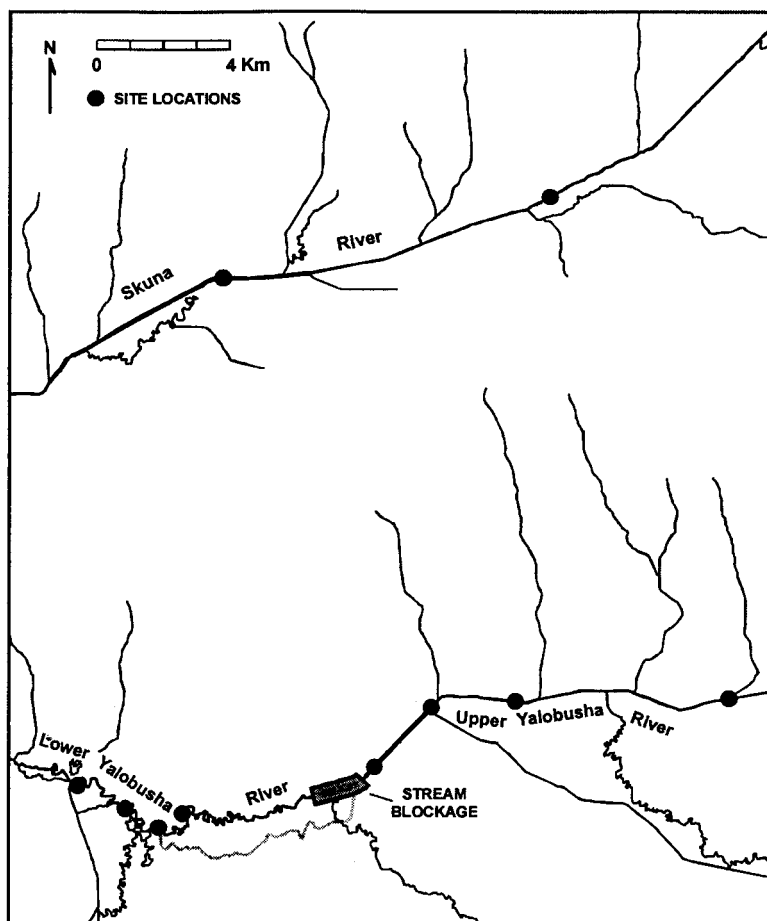 N
0 4 Km
SITE LOCATIONS
Skuna River
Upper Yalobusha River
Lower Yalobusha River
STREAM
BLOCKAGE